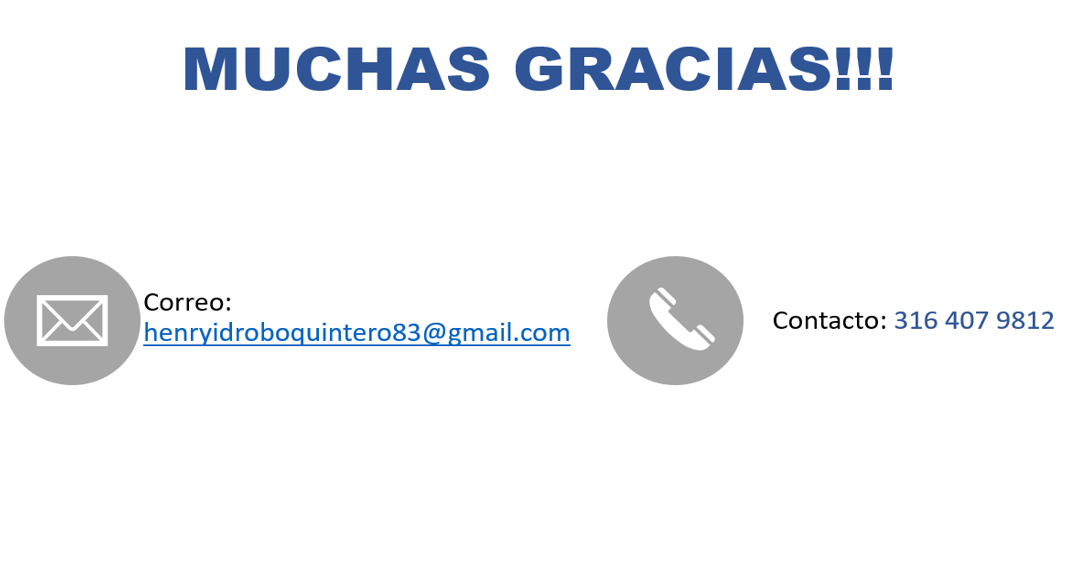 MUCHAS GRACIAS!!!
Correo:
henryidroboquintero83@gmail.com
Contacto: 316 407 9812